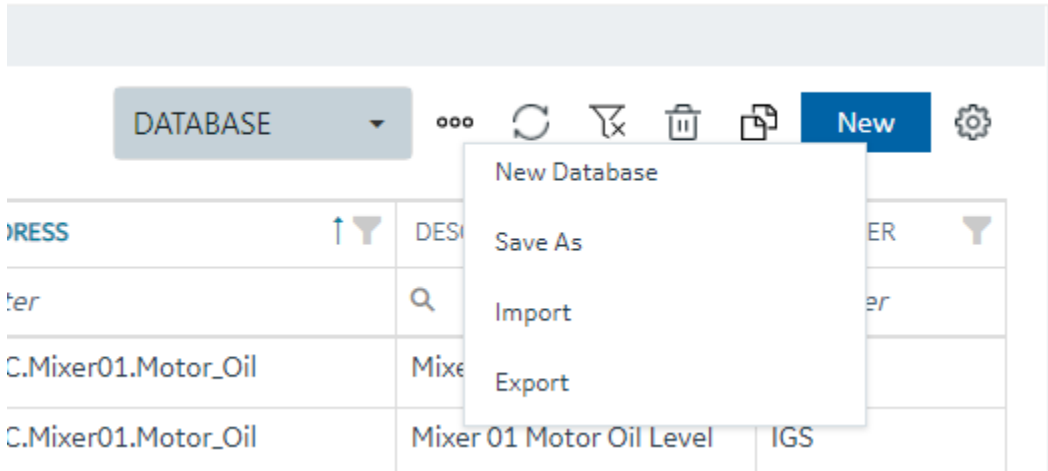 DATABASE
New
New Database
DRESS
DESC
ER
Save As
ter
er
Import
C.Mixer01.Motor_Oil
Mixe
Export
C.Mixer01.Motor_Oil
Mixer 01 Motor Oil Level
IGS